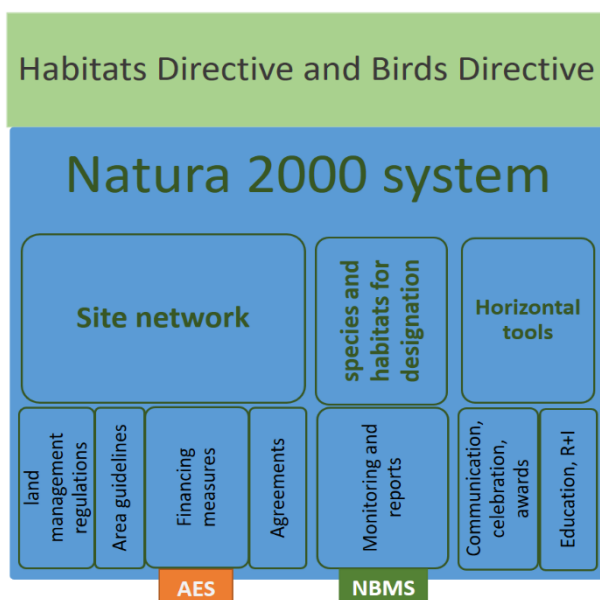 Habitats Directive and Birds Directive
Natura 2000 system
Site network
species and
habitats for
designation
Horizontal
tools
land
management
regulations
Area guidelines
Financing
measures
Agreements
Monitoring and
reports
Communication,
celebration,
awards
Education, R+I
AES
NBMS